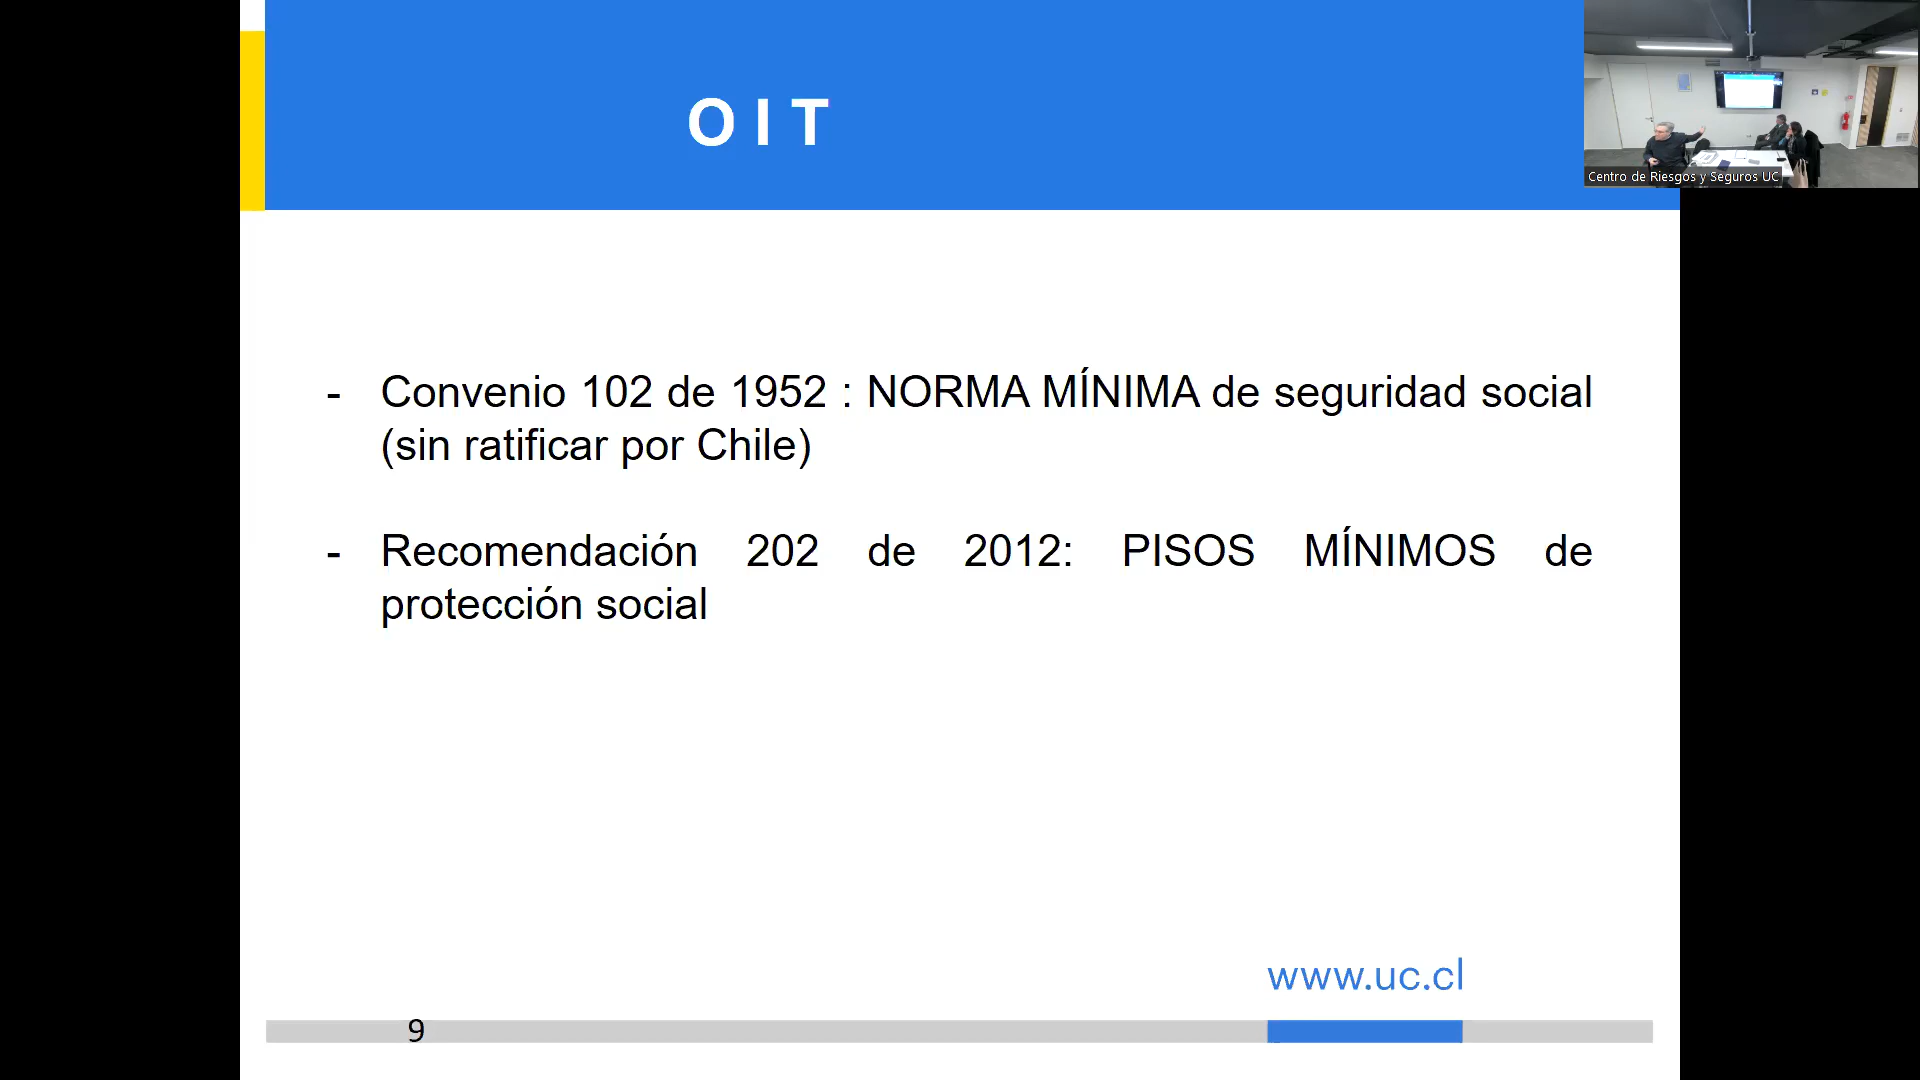 O I T
Centro de Riesgos y Seguros UC
- Convenio 102 de 1952 : NORMA MÍNIMA de seguridad social
(sin ratificar por Chile)
- Recomendación 202 de 2012: PISOS MÍNIMOS de
protección social
www.uc.cl
9